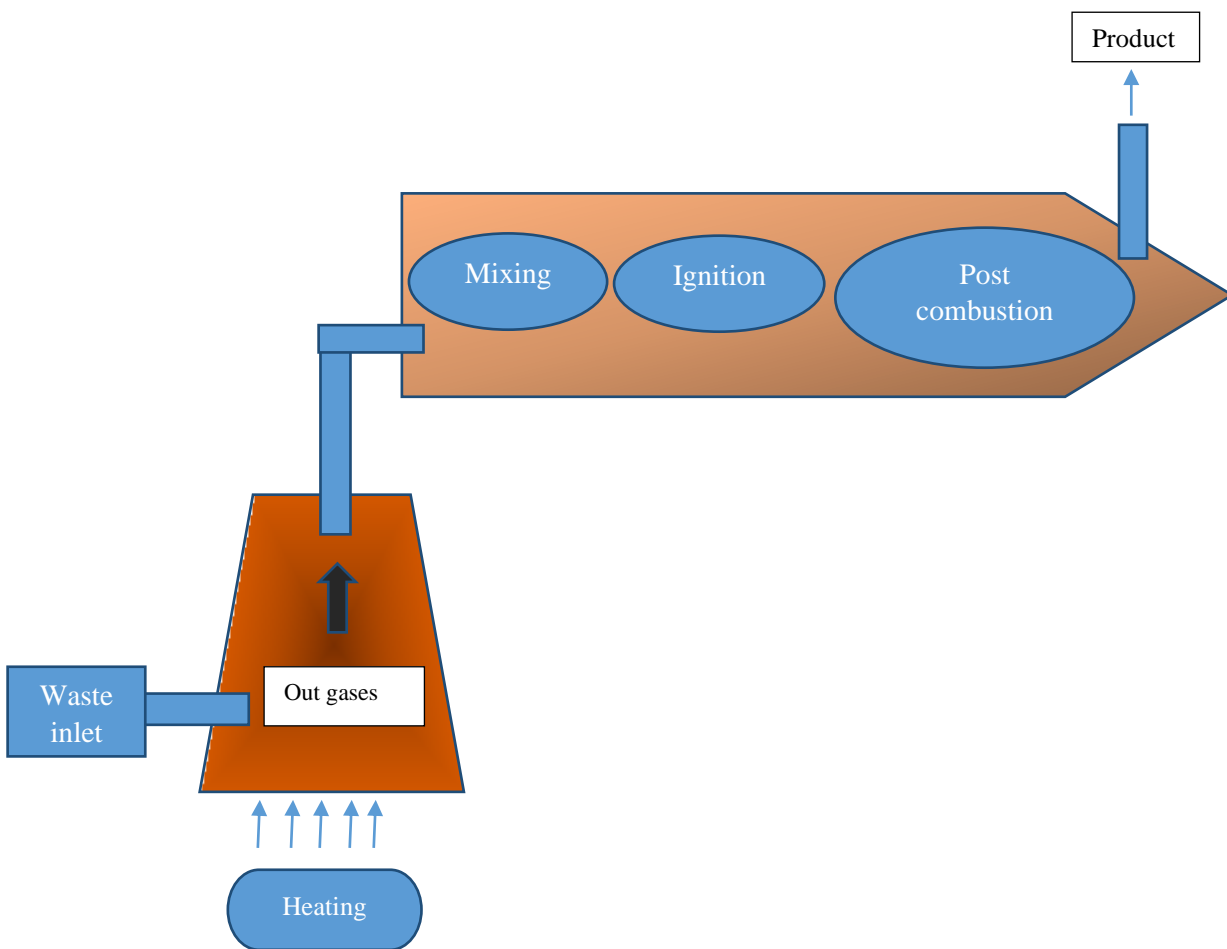 Product
Mixing
Ignition
Post
combustion
Out gases
Waste
inlet
Heating